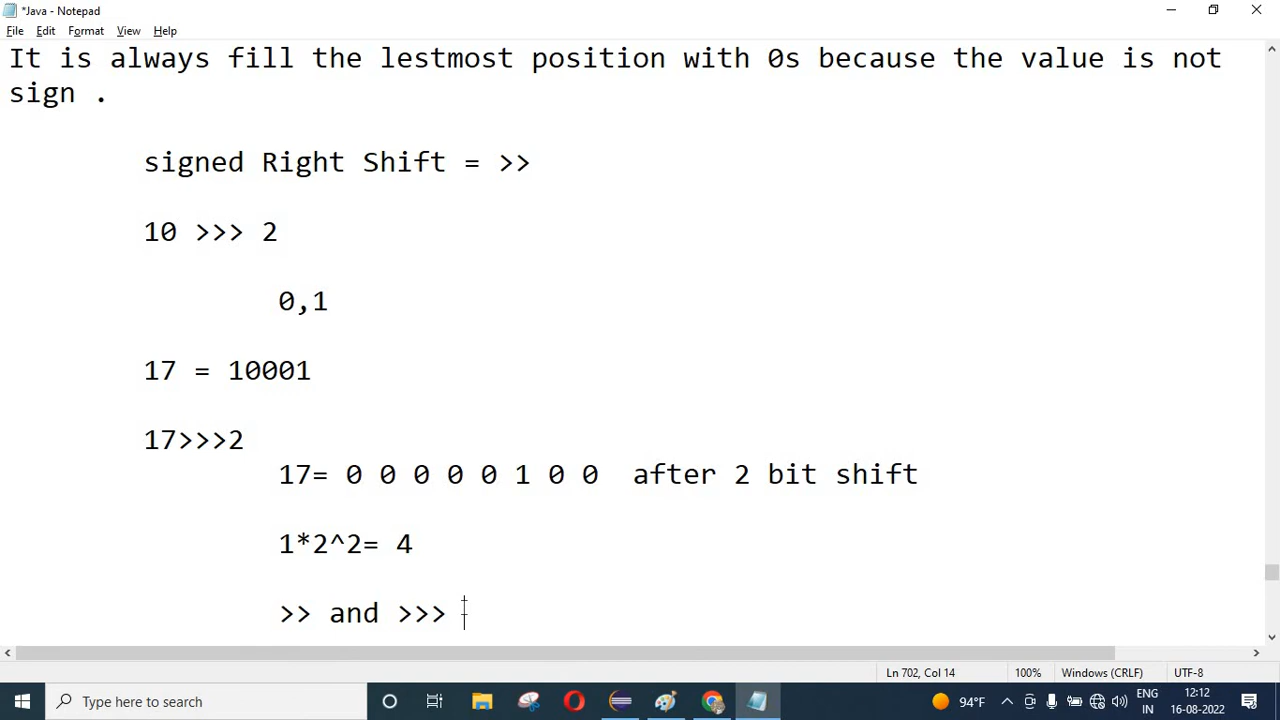 *Java - Notepad
File Edit Format View Help
It is always fill the lestmost position with 0s because the value is not
sign .
signed Right Shift = >>
10 >>> 2
0,1
17 = 10001
17>>>2
17= 0 0 0 0 0 1 0 0 after 2 bit shift
1*2^2= 4
>> and >>>
Ln 702, Col 14 100% Windows (CRLF) UTF-8
Type here to search 94°F ENG 12:12
IN 16-08-2022